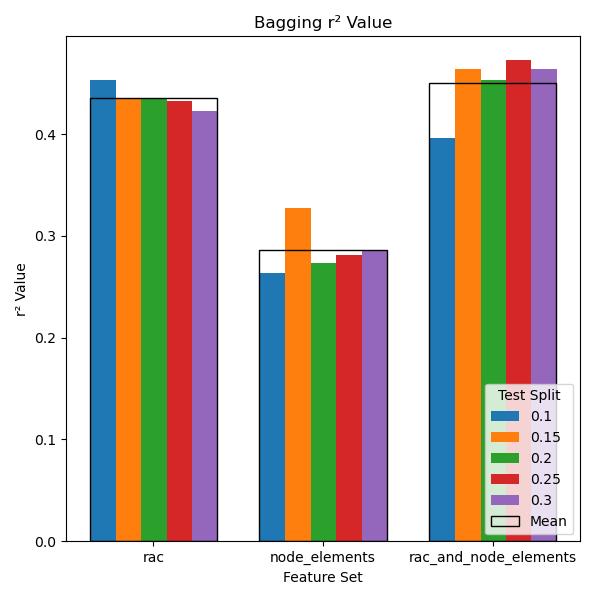 Bagging r² Value
r² Value
0.4
0.3
0.2
0.1
0.0
rac
node_elements
rac_and_node_elements
Feature Set
Test Split
0.1
0.15
0.2
0.25
0.3
Mean